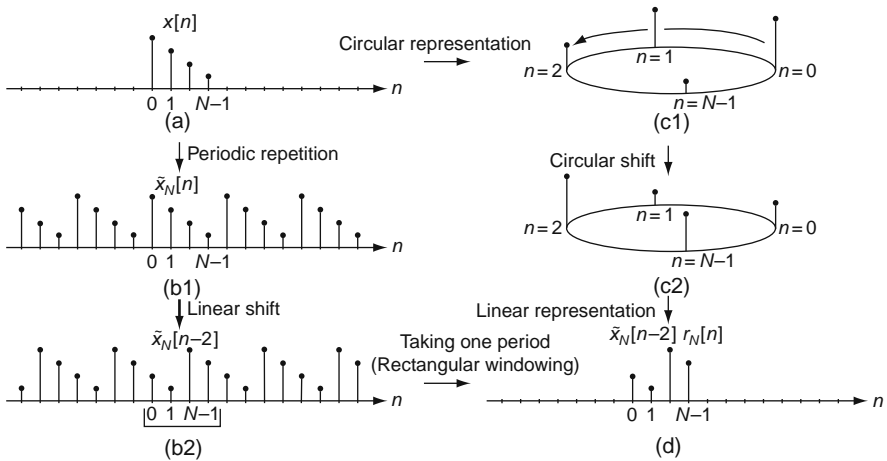 x[n]
n
0 1 N–1
(a)
Circular representation
n=2
n=1
n=0
n=N–1
(c1)
Periodic repetition
x̃N[n]
n
0 1 N–1
(b1)
Circular shift
n=2
n=1
n=0
n=N–1
(c2)
Linear shift
x̃N[n–2]
n
0 1 N–1
(b2)
Taking one period
(Rectangular windowing)
Linear representation
x̃N[n–2] rN[n]
n
0 1 N–1
(d)